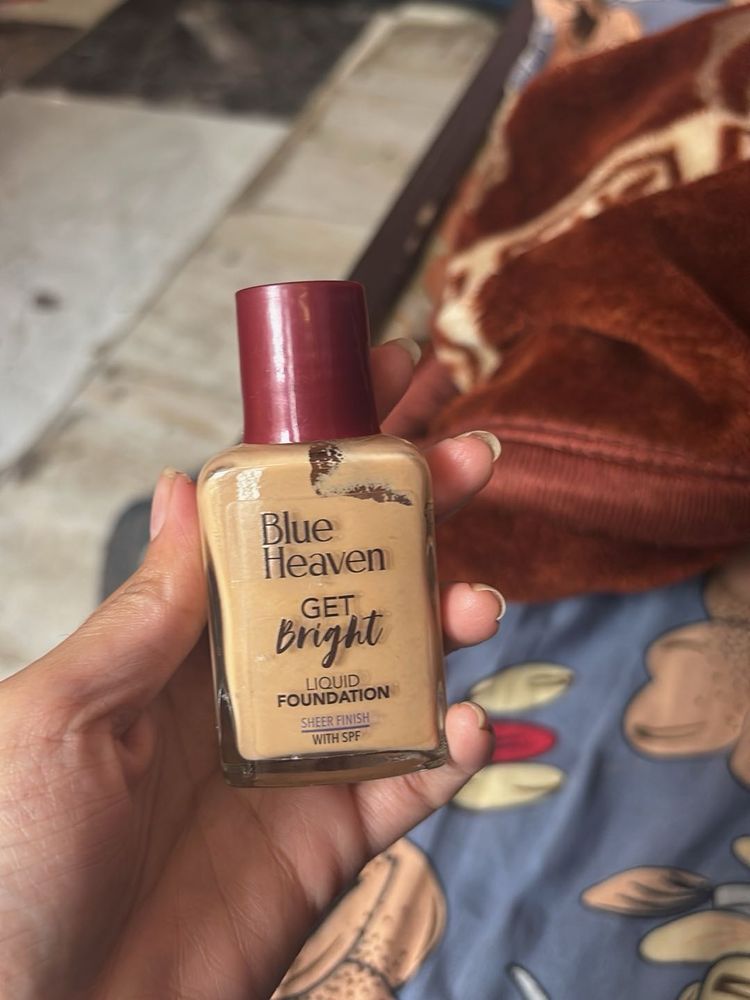 Blue
Heaven
GET
Bright
LIQUID
FOUNDATION
SHEER FINISH
WITH SPF